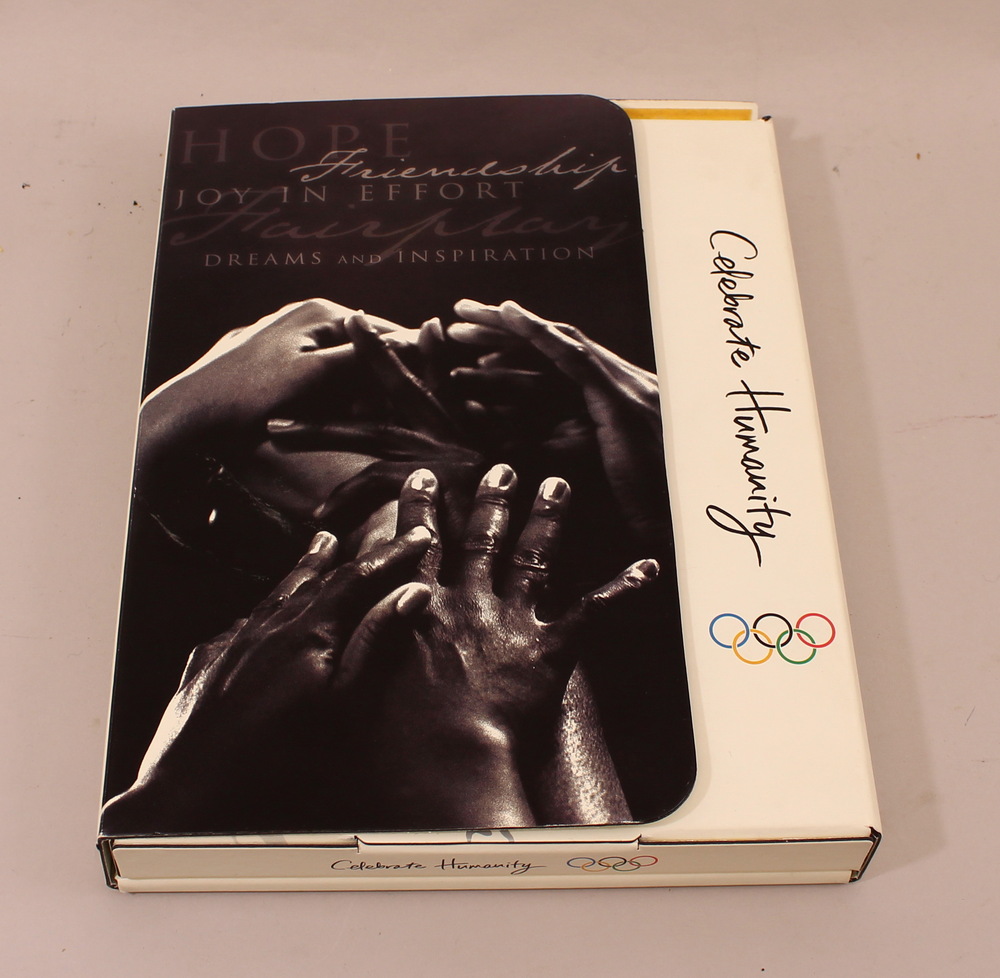 HOPE
Friendship
JOY IN EFFORT
Fairplay
DREAMS AND INSPIRATION
Celebrate Humanity
Celebrate Humanity